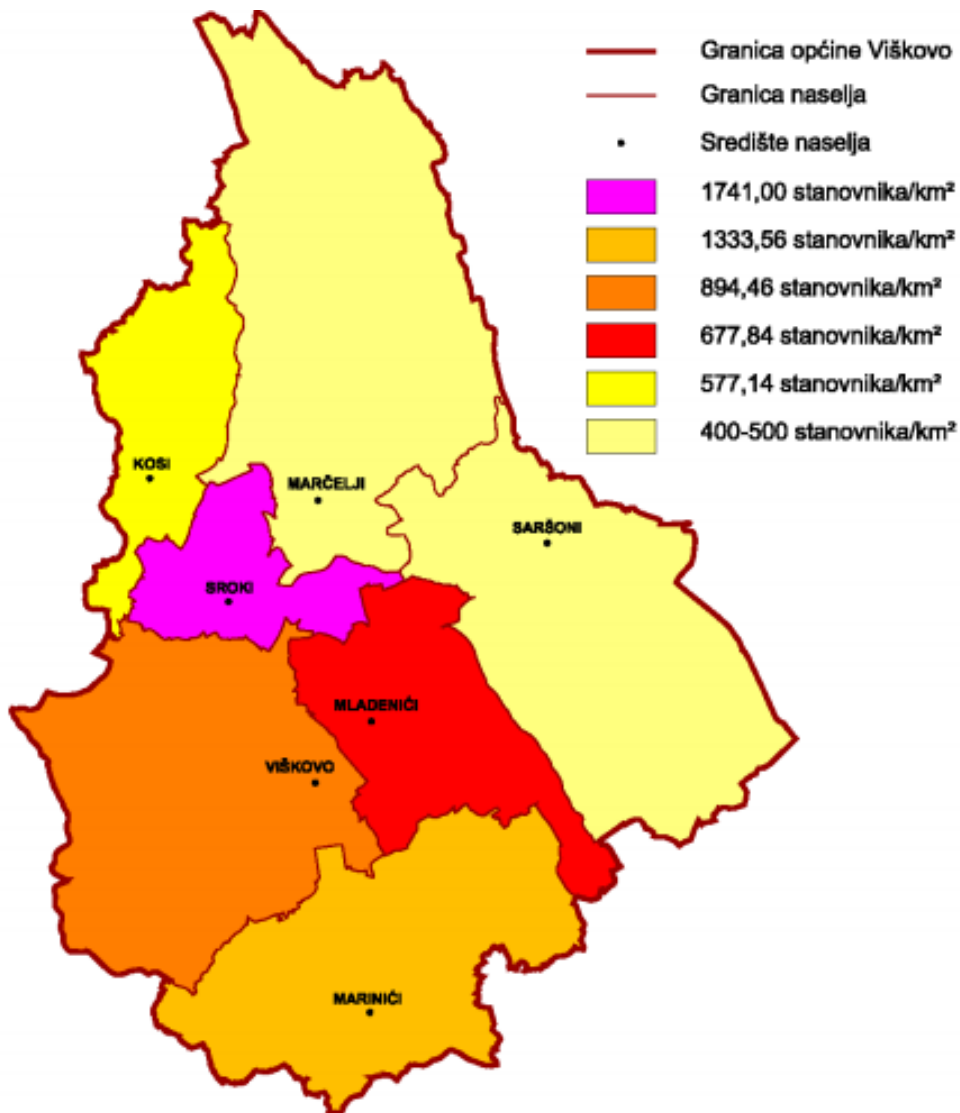 Granica općine Viškovo
Granica naselja
Središte naselja
1741,00 stanovnika/km²
1333,56 stanovnika/km²
894,46 stanovnika/km²
677,84 stanovnika/km²
577,14 stanovnika/km²
400-500 stanovnika/km²
KOSI
MARČELJI
SARŠONI
SROKI
MLADENIĆI
VIŠKOVO
MARINIĆI